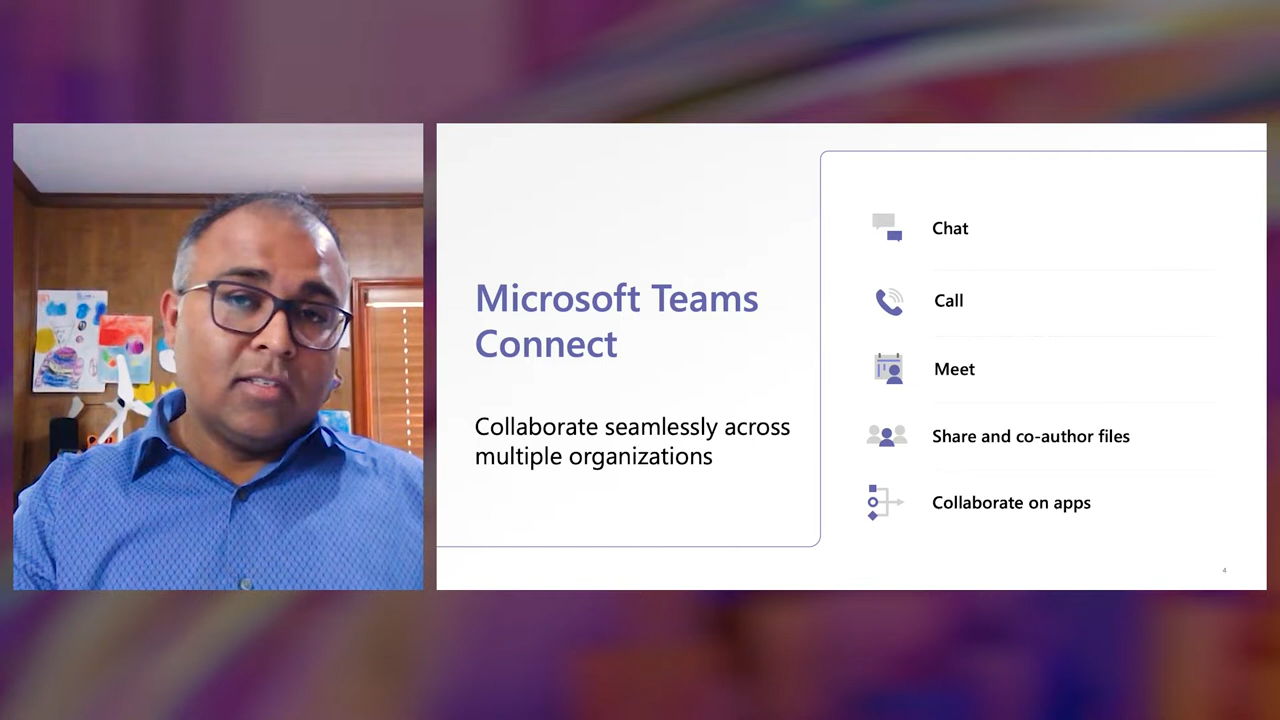 Microsoft Teams
Connect
Collaborate seamlessly across
multiple organizations
Chat
Call
Meet
Share and co-author files
Collaborate on apps
4